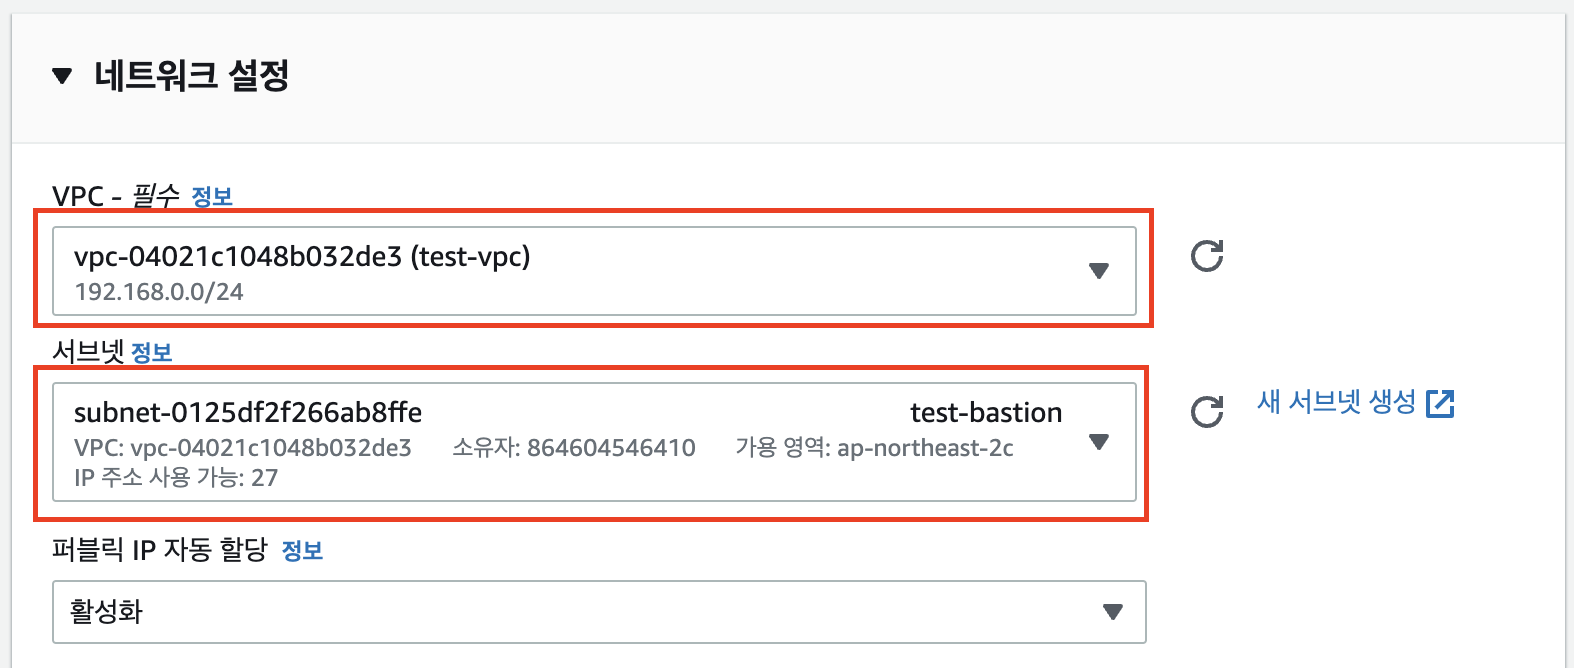 네트워크 설정
VPC - 필수 정보
vpc-04021c1048b032de3 (test-vpc)
192.168.0.0/24
서브넷 정보
subnet-0125df2f266ab8ffe test-bastion
VPC: vpc-04021c1048b032de3 소유자: 864604546410 가용 영역: ap-northeast-2c
IP 주소 사용 가능: 27
새 서브넷 생성
퍼블릭 IP 자동 할당 정보
활성화